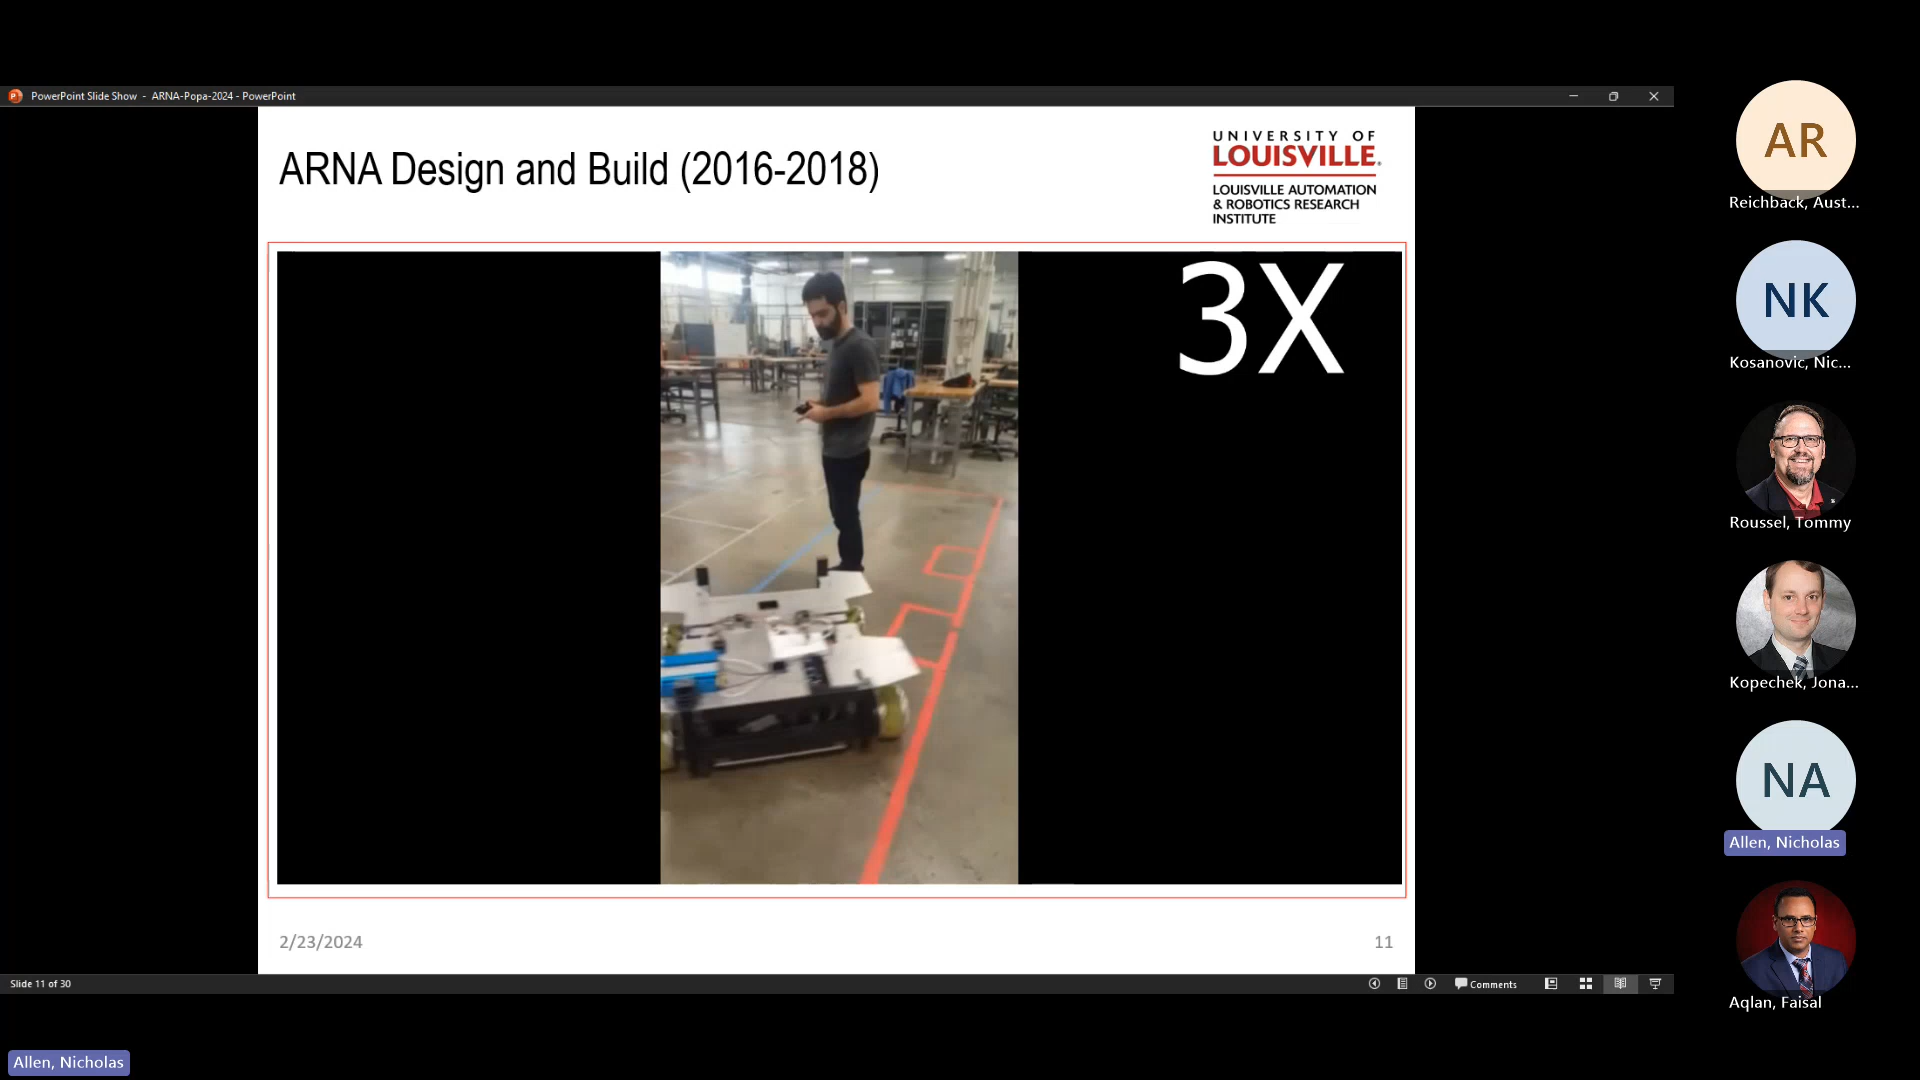 PowerPoint Slide Show - ARNA-Popa-2024 - PowerPoint
ARNA Design and Build (2016-2018)
UNIVERSITY OF
LOUISVILLE.
LOUISVILLE AUTOMATION
& ROBOTICS RESEARCH
INSTITUTE
3X
2/23/2024
11
Slide 11 of 30
Comments
AR
Reichback, Aust...
NK
Kosanovic, Nic...
Roussel, Tommy
Kopechek, Jona...
NA
Allen, Nicholas
Aqlan, Faisal
Allen, Nicholas